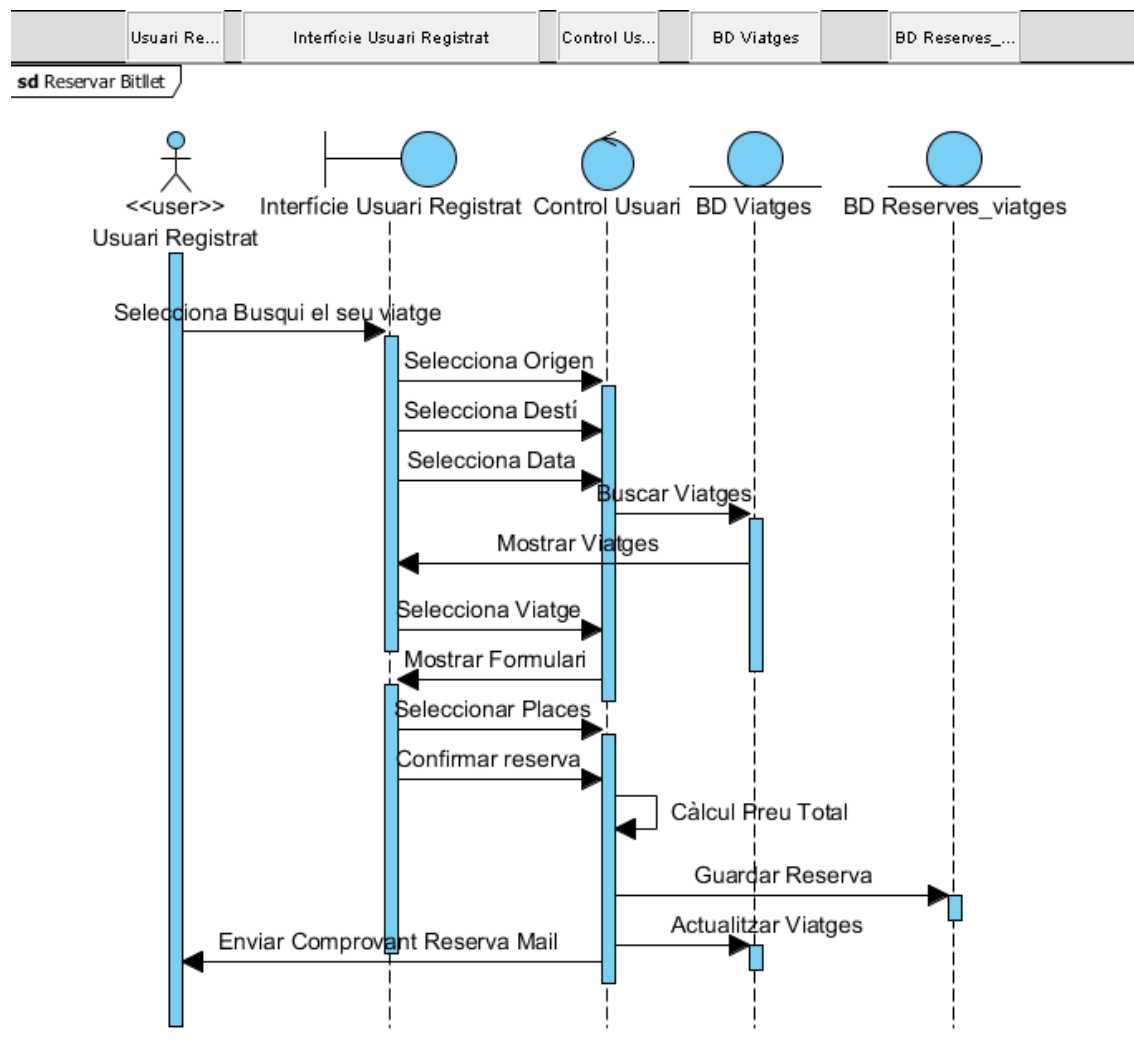 Usuari Re...
Interfície Usuari Registrat
Control Us...
BD Viatges
BD Reserves_...
sd Reservar Bitllet
<<user>>
Usuari Registrat
Interfície Usuari Registrat
Control Usuari
BD Viatges
BD Reserves_viatges
Selecciona Busqui el seu viatge
Selecciona Origen
Selecciona Destí
Selecciona Data
Buscar Viatges
Mostrar Viatges
Selecciona Viatge
Mostrar Formulari
Seleccionar Places
Confirmar reserva
Càlcul Preu Total
Guardar Reserva
Actualitzar Viatges
Enviar Comprovant Reserva Mail